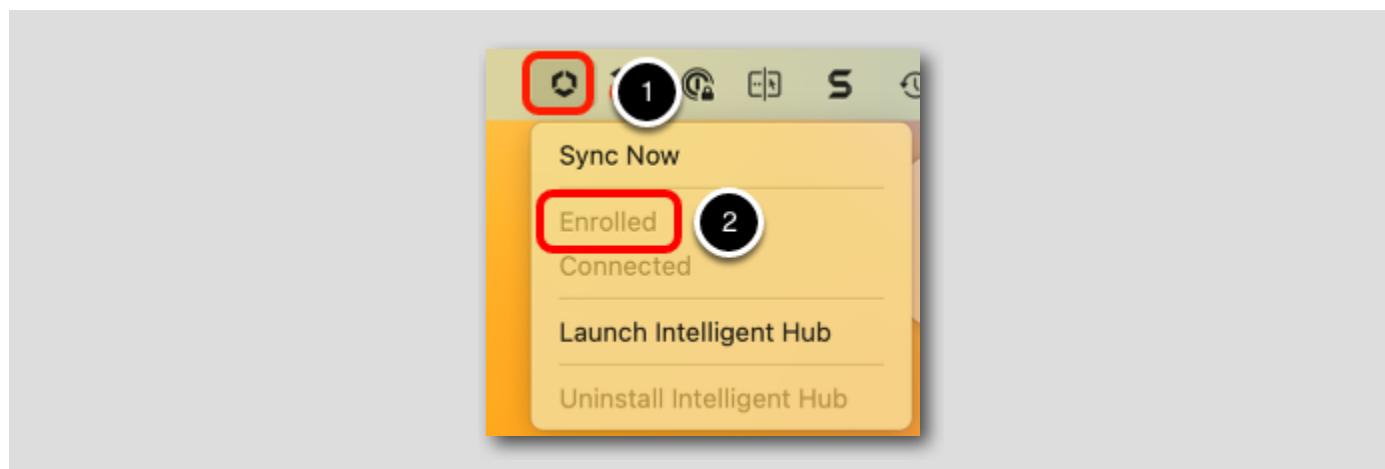 1
S
Sync Now
Enrolled
2
Connected
Launch Intelligent Hub
Uninstall Intelligent Hub